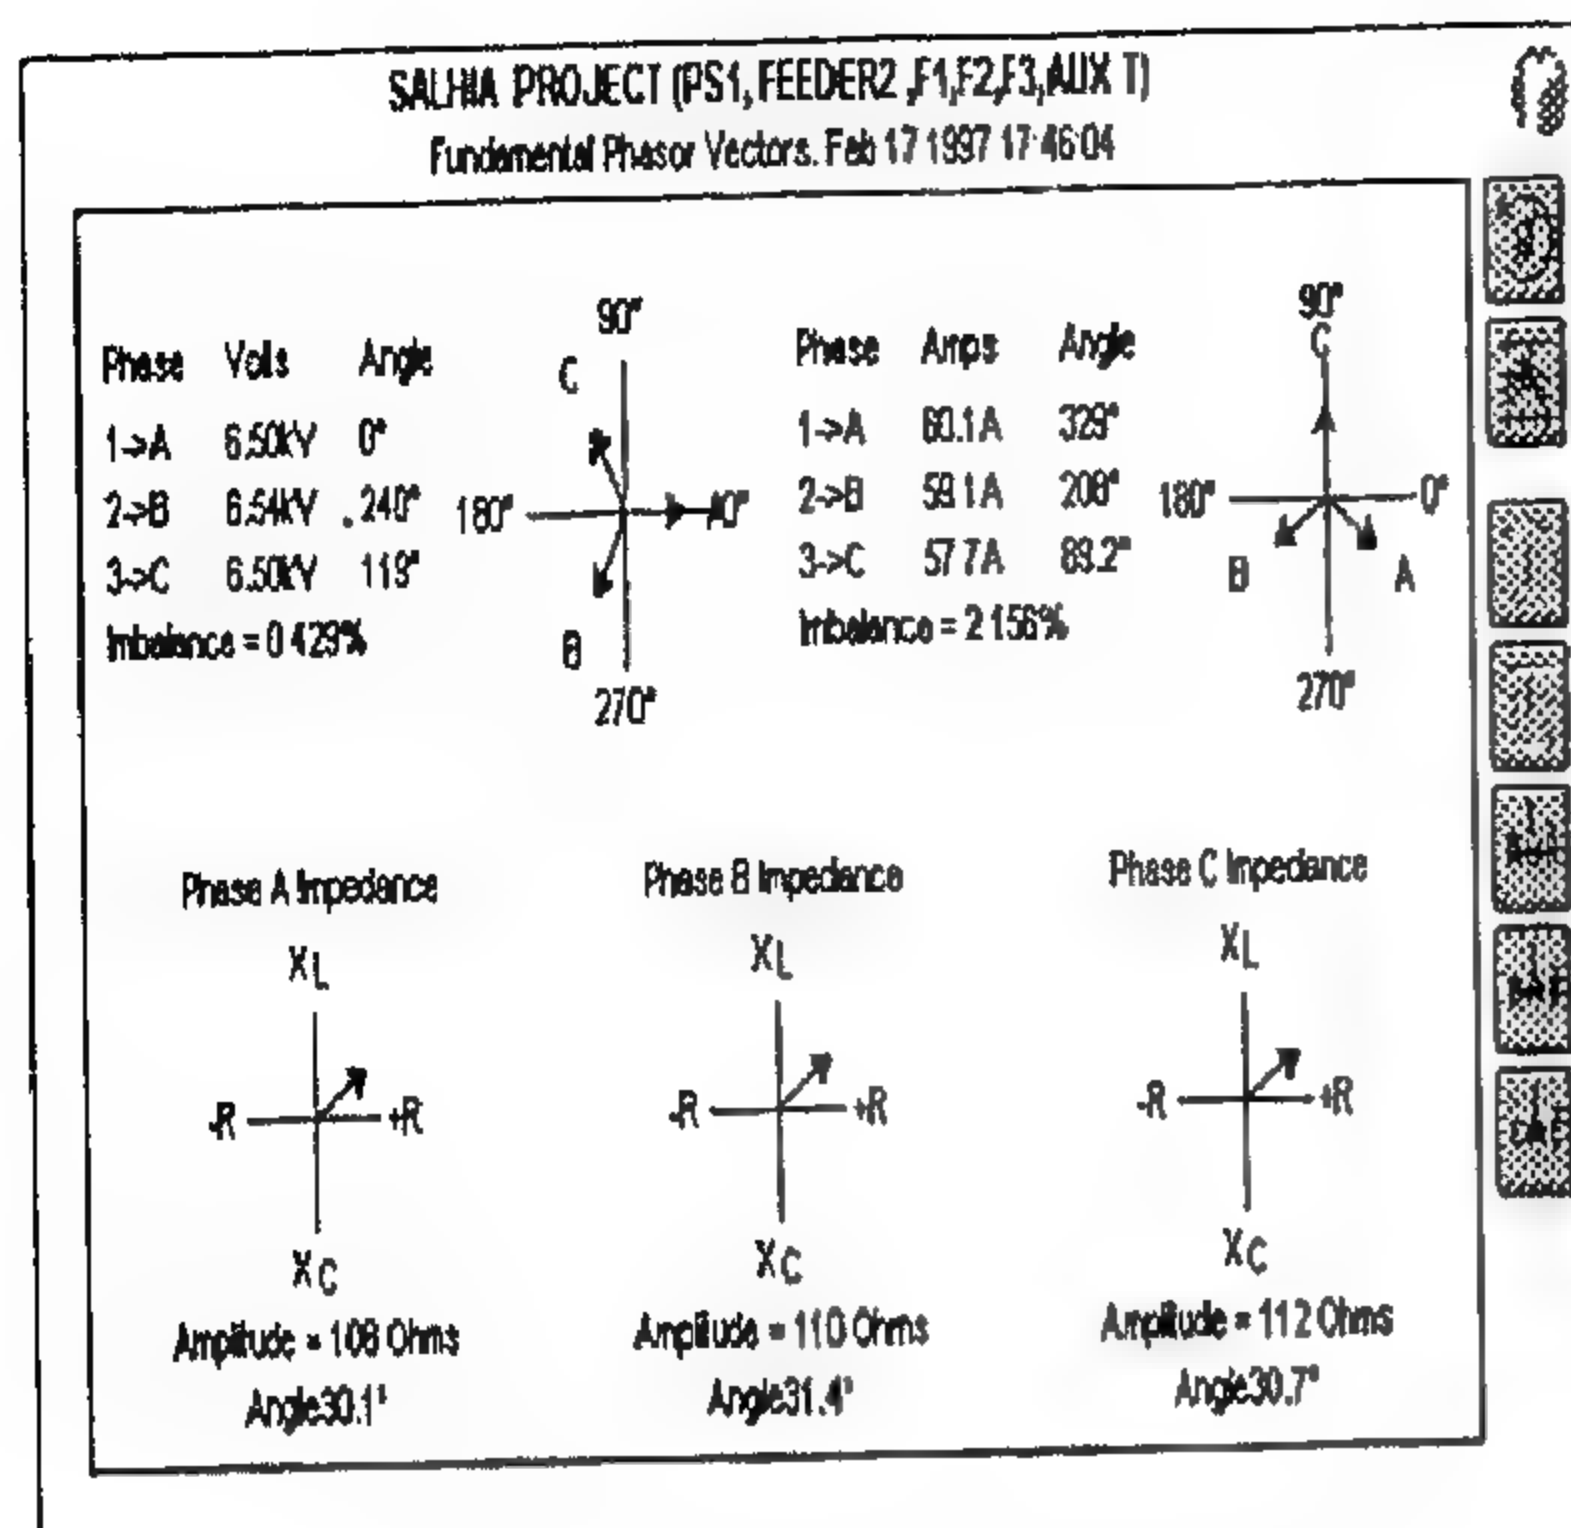 SALHIA PROJECT (PS1, FEEDER2 ,F1,F2,F3,AUX T)
Fundamental Phasor Vectors. Feb 17 1997 17:46:04
Phase Volts Angle
1->A 6.50kV 0°
2->B 6.54kV 240°
3->C 6.50kV 119°
Imbalance = 0.429%
90°
C
180°
0°
B
270°
Phase Amps Angle
1->A 60.1A 329°
2->B 59.1A 208°
3->C 57.7A 89.2°
Imbalance = 2.156%
90°
C
180°
0°
B
A
270°
Phase A Impedance
XL
-R
+R
XC
Amplitude = 108 Ohms
Angle30.1°
Phase B Impedance
XL
-R
+R
XC
Amplitude = 110 Ohms
Angle31.4°
Phase C Impedance
XL
-R
+R
XC
Amplitude = 112 Ohms
Angle30.7°